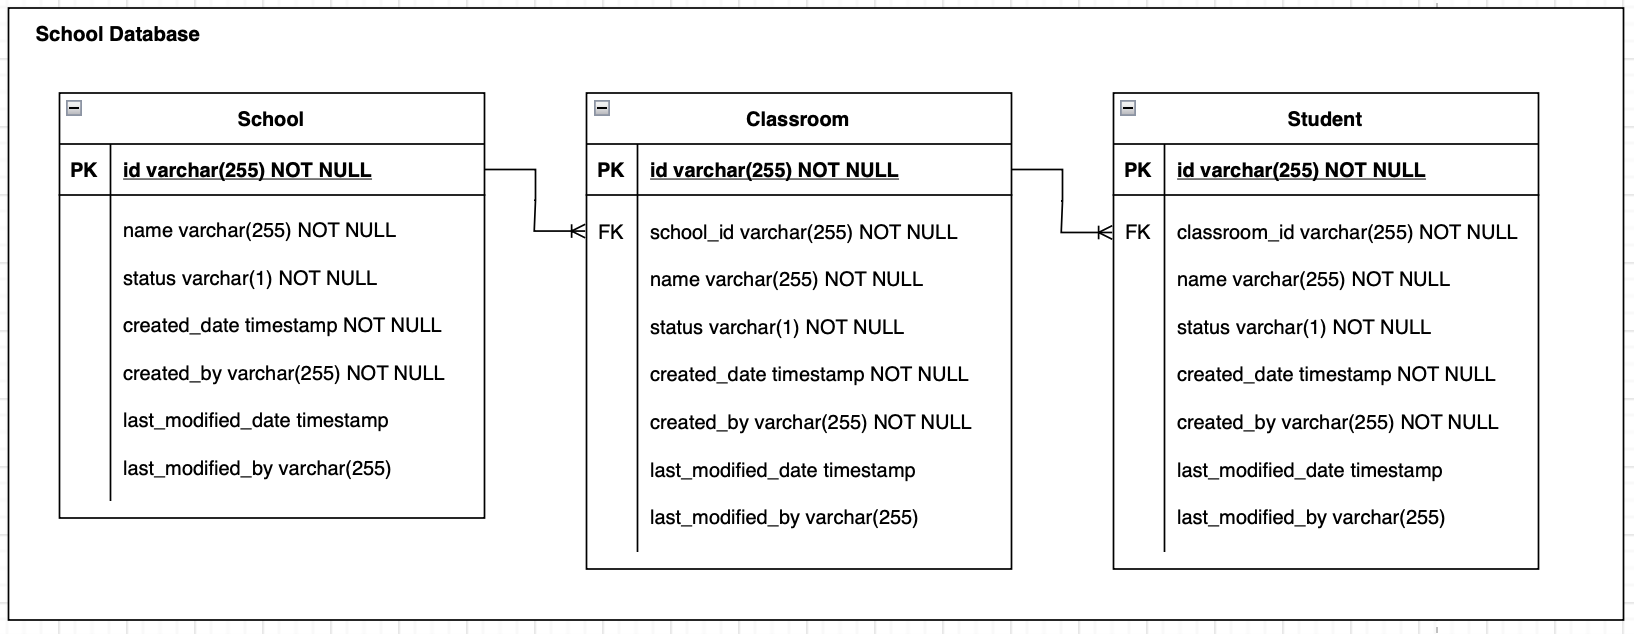 School Database
School
PK id varchar(255) NOT NULL
name varchar(255) NOT NULL
status varchar(1) NOT NULL
created_date timestamp NOT NULL
created_by varchar(255) NOT NULL
last_modified_date timestamp
last_modified_by varchar(255)
Classroom
PK id varchar(255) NOT NULL
FK school_id varchar(255) NOT NULL
name varchar(255) NOT NULL
status varchar(1) NOT NULL
created_date timestamp NOT NULL
created_by varchar(255) NOT NULL
last_modified_date timestamp
last_modified_by varchar(255)
Student
PK id varchar(255) NOT NULL
FK classroom_id varchar(255) NOT NULL
name varchar(255) NOT NULL
status varchar(1) NOT NULL
created_date timestamp NOT NULL
created_by varchar(255) NOT NULL
last_modified_date timestamp
last_modified_by varchar(255)